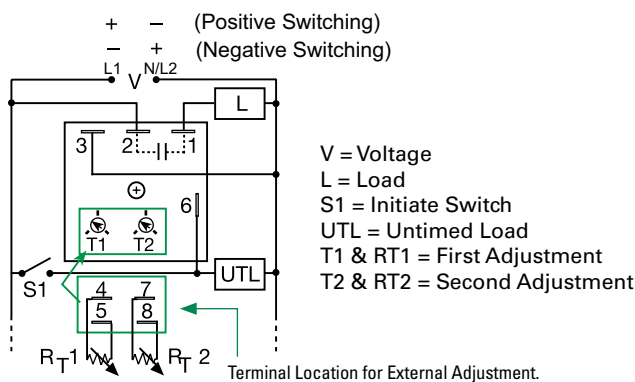 + − (Positive Switching)
− + (Negative Switching)
L1 V N/L2
L
3 2 1
6
T1 T2
S1 UTL
4 7
5 8
RT1 RT2
V = Voltage
L = Load
S1 = Initiate Switch
UTL = Untimed Load
T1 & RT1 = First Adjustment
T2 & RT2 = Second Adjustment
Terminal Location for External Adjustment.